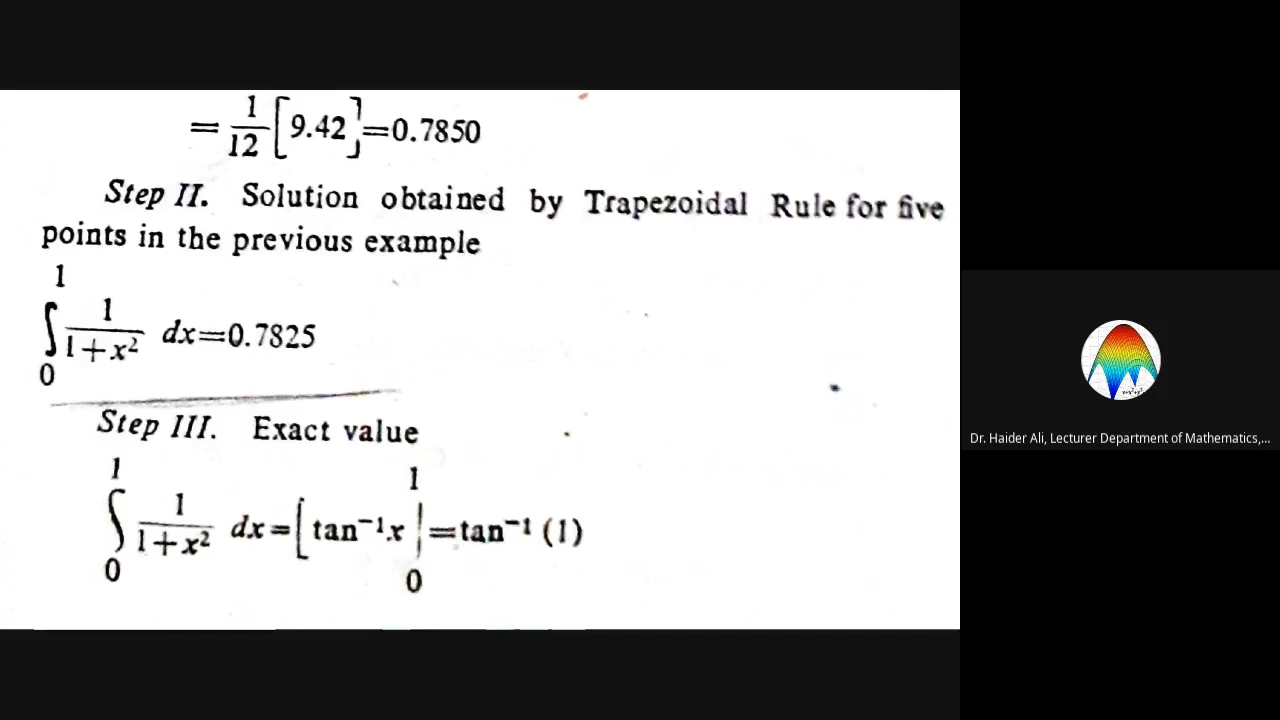 = 1/12 [9.42] =0.7850
Step II. Solution obtained by Trapezoidal Rule for five
points in the previous example
∫₀¹ 1/1+x² dx=0.7825
Step III. Exact value
∫₀¹ 1/1+x² dx=[tan⁻¹x|₀¹=tan⁻¹ (1)
Dr. Haider Ali, Lecturer Department of Mathematics,...